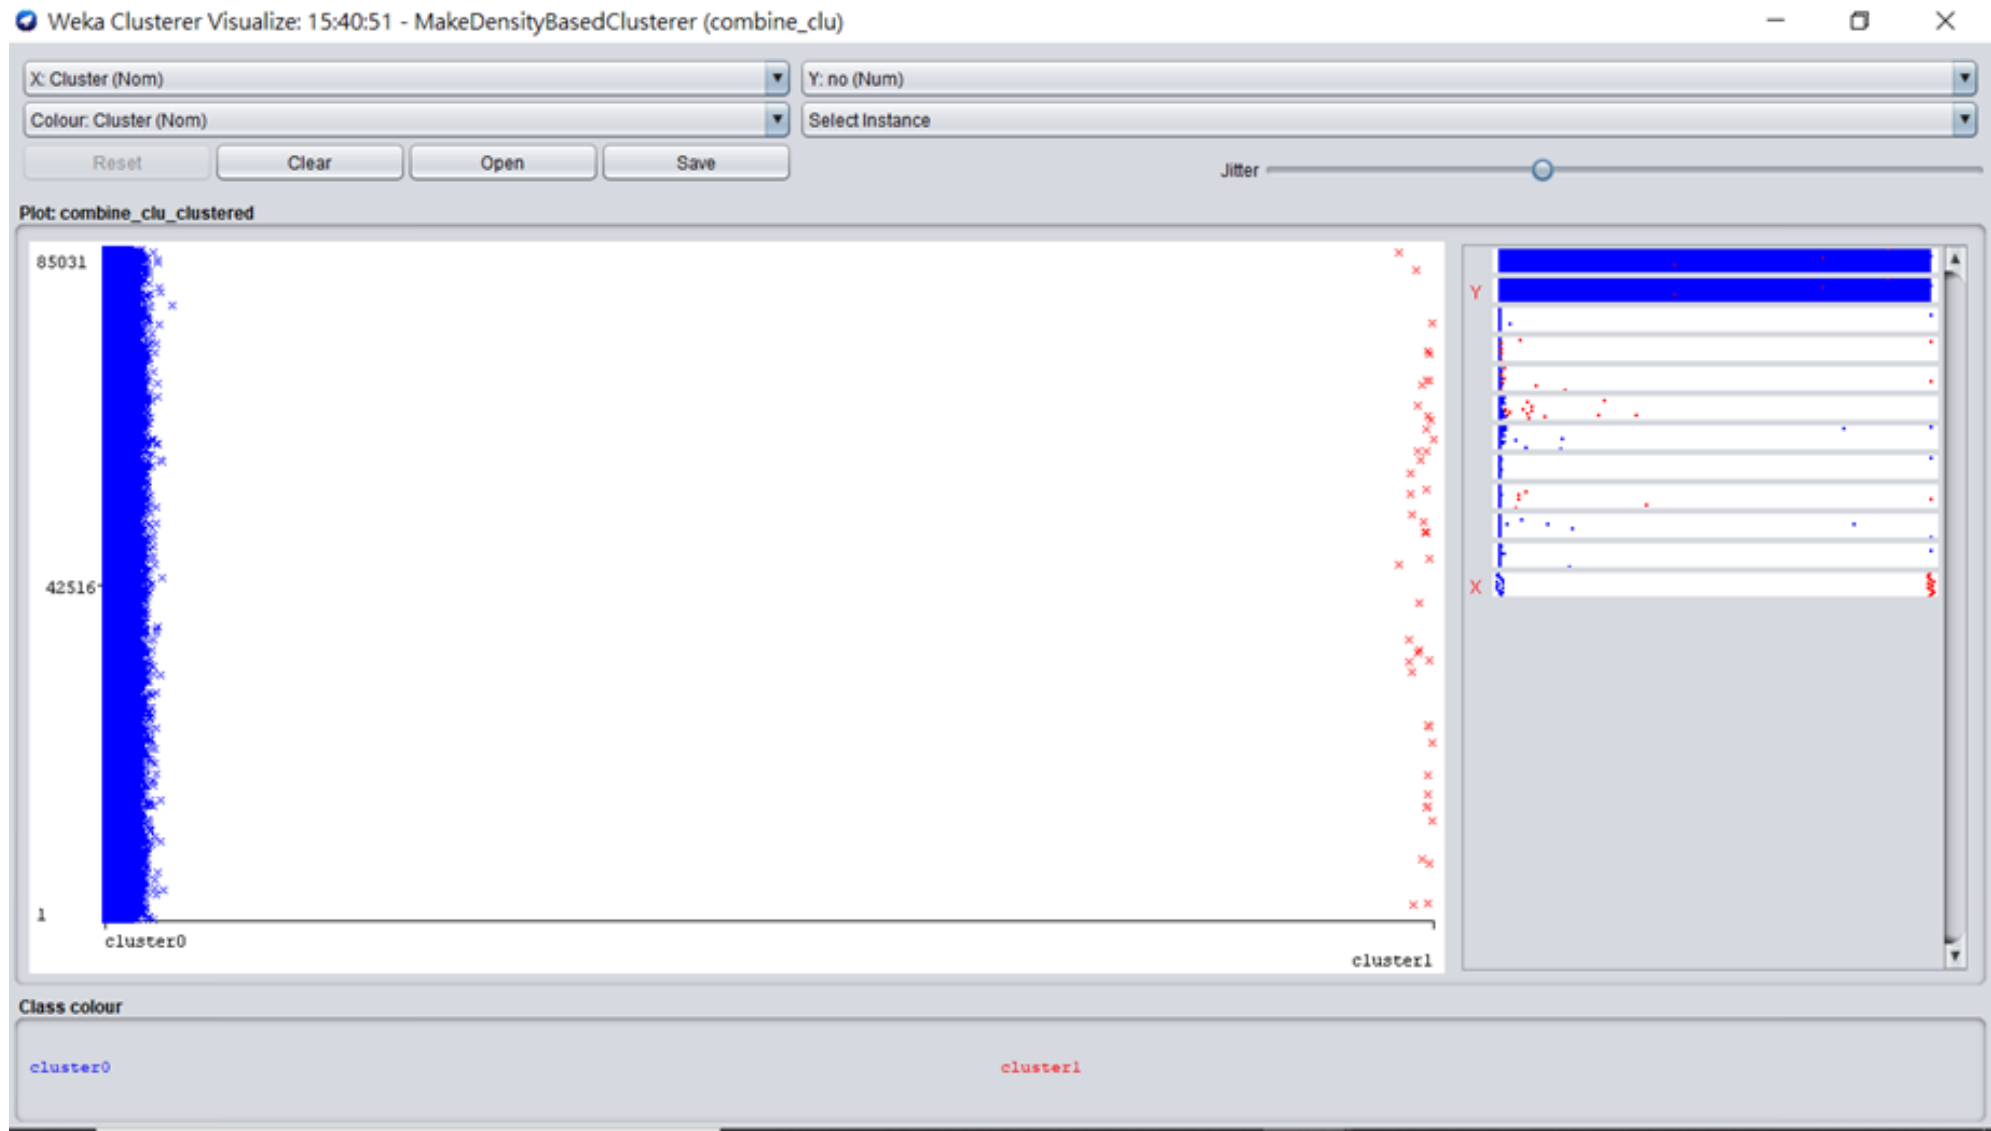 Weka Clusterer Visualize: 15:40:51 - MakeDensityBasedClusterer (combine_clu)
X: Cluster (Nom)
Y: no (Num)
Colour: Cluster (Nom)
Select Instance
Reset
Clear
Open
Save
Jitter
Plot: combine_clu_clustered
85031
42516
1
cluster0
cluster1
Y
X
Class colour
cluster0
cluster1